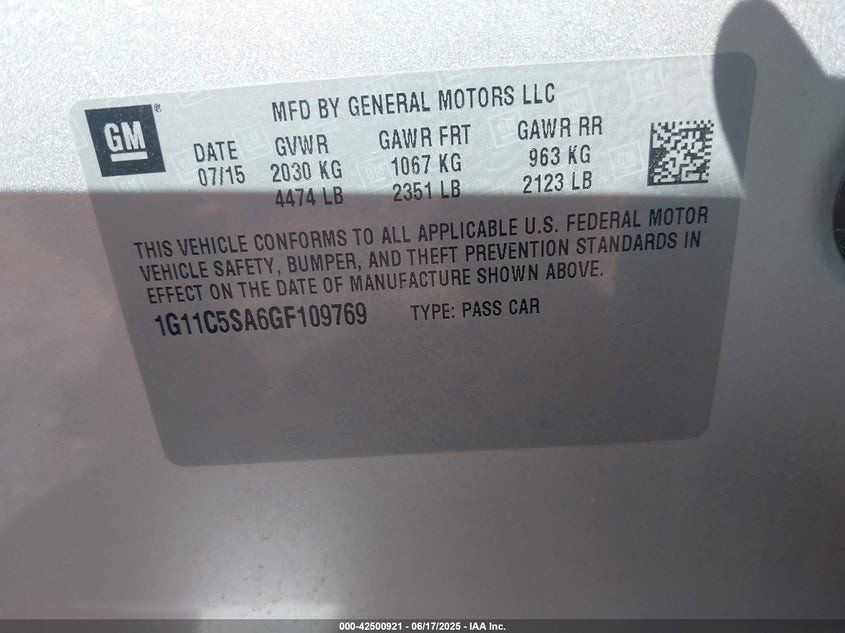 GM®
MFD BY GENERAL MOTORS LLC
DATE GVWR GAWR FRT GAWR RR
07/15 2030 KG 1067 KG 963 KG
4474 LB 2351 LB 2123 LB
THIS VEHICLE CONFORMS TO ALL APPLICABLE U.S. FEDERAL MOTOR
VEHICLE SAFETY, BUMPER, AND THEFT PREVENTION STANDARDS IN
EFFECT ON THE DATE OF MANUFACTURE SHOWN ABOVE.
1G11C5SA6GF109769 TYPE: PASS CAR
000-42500921 - 06/17/2025 - IAA Inc.